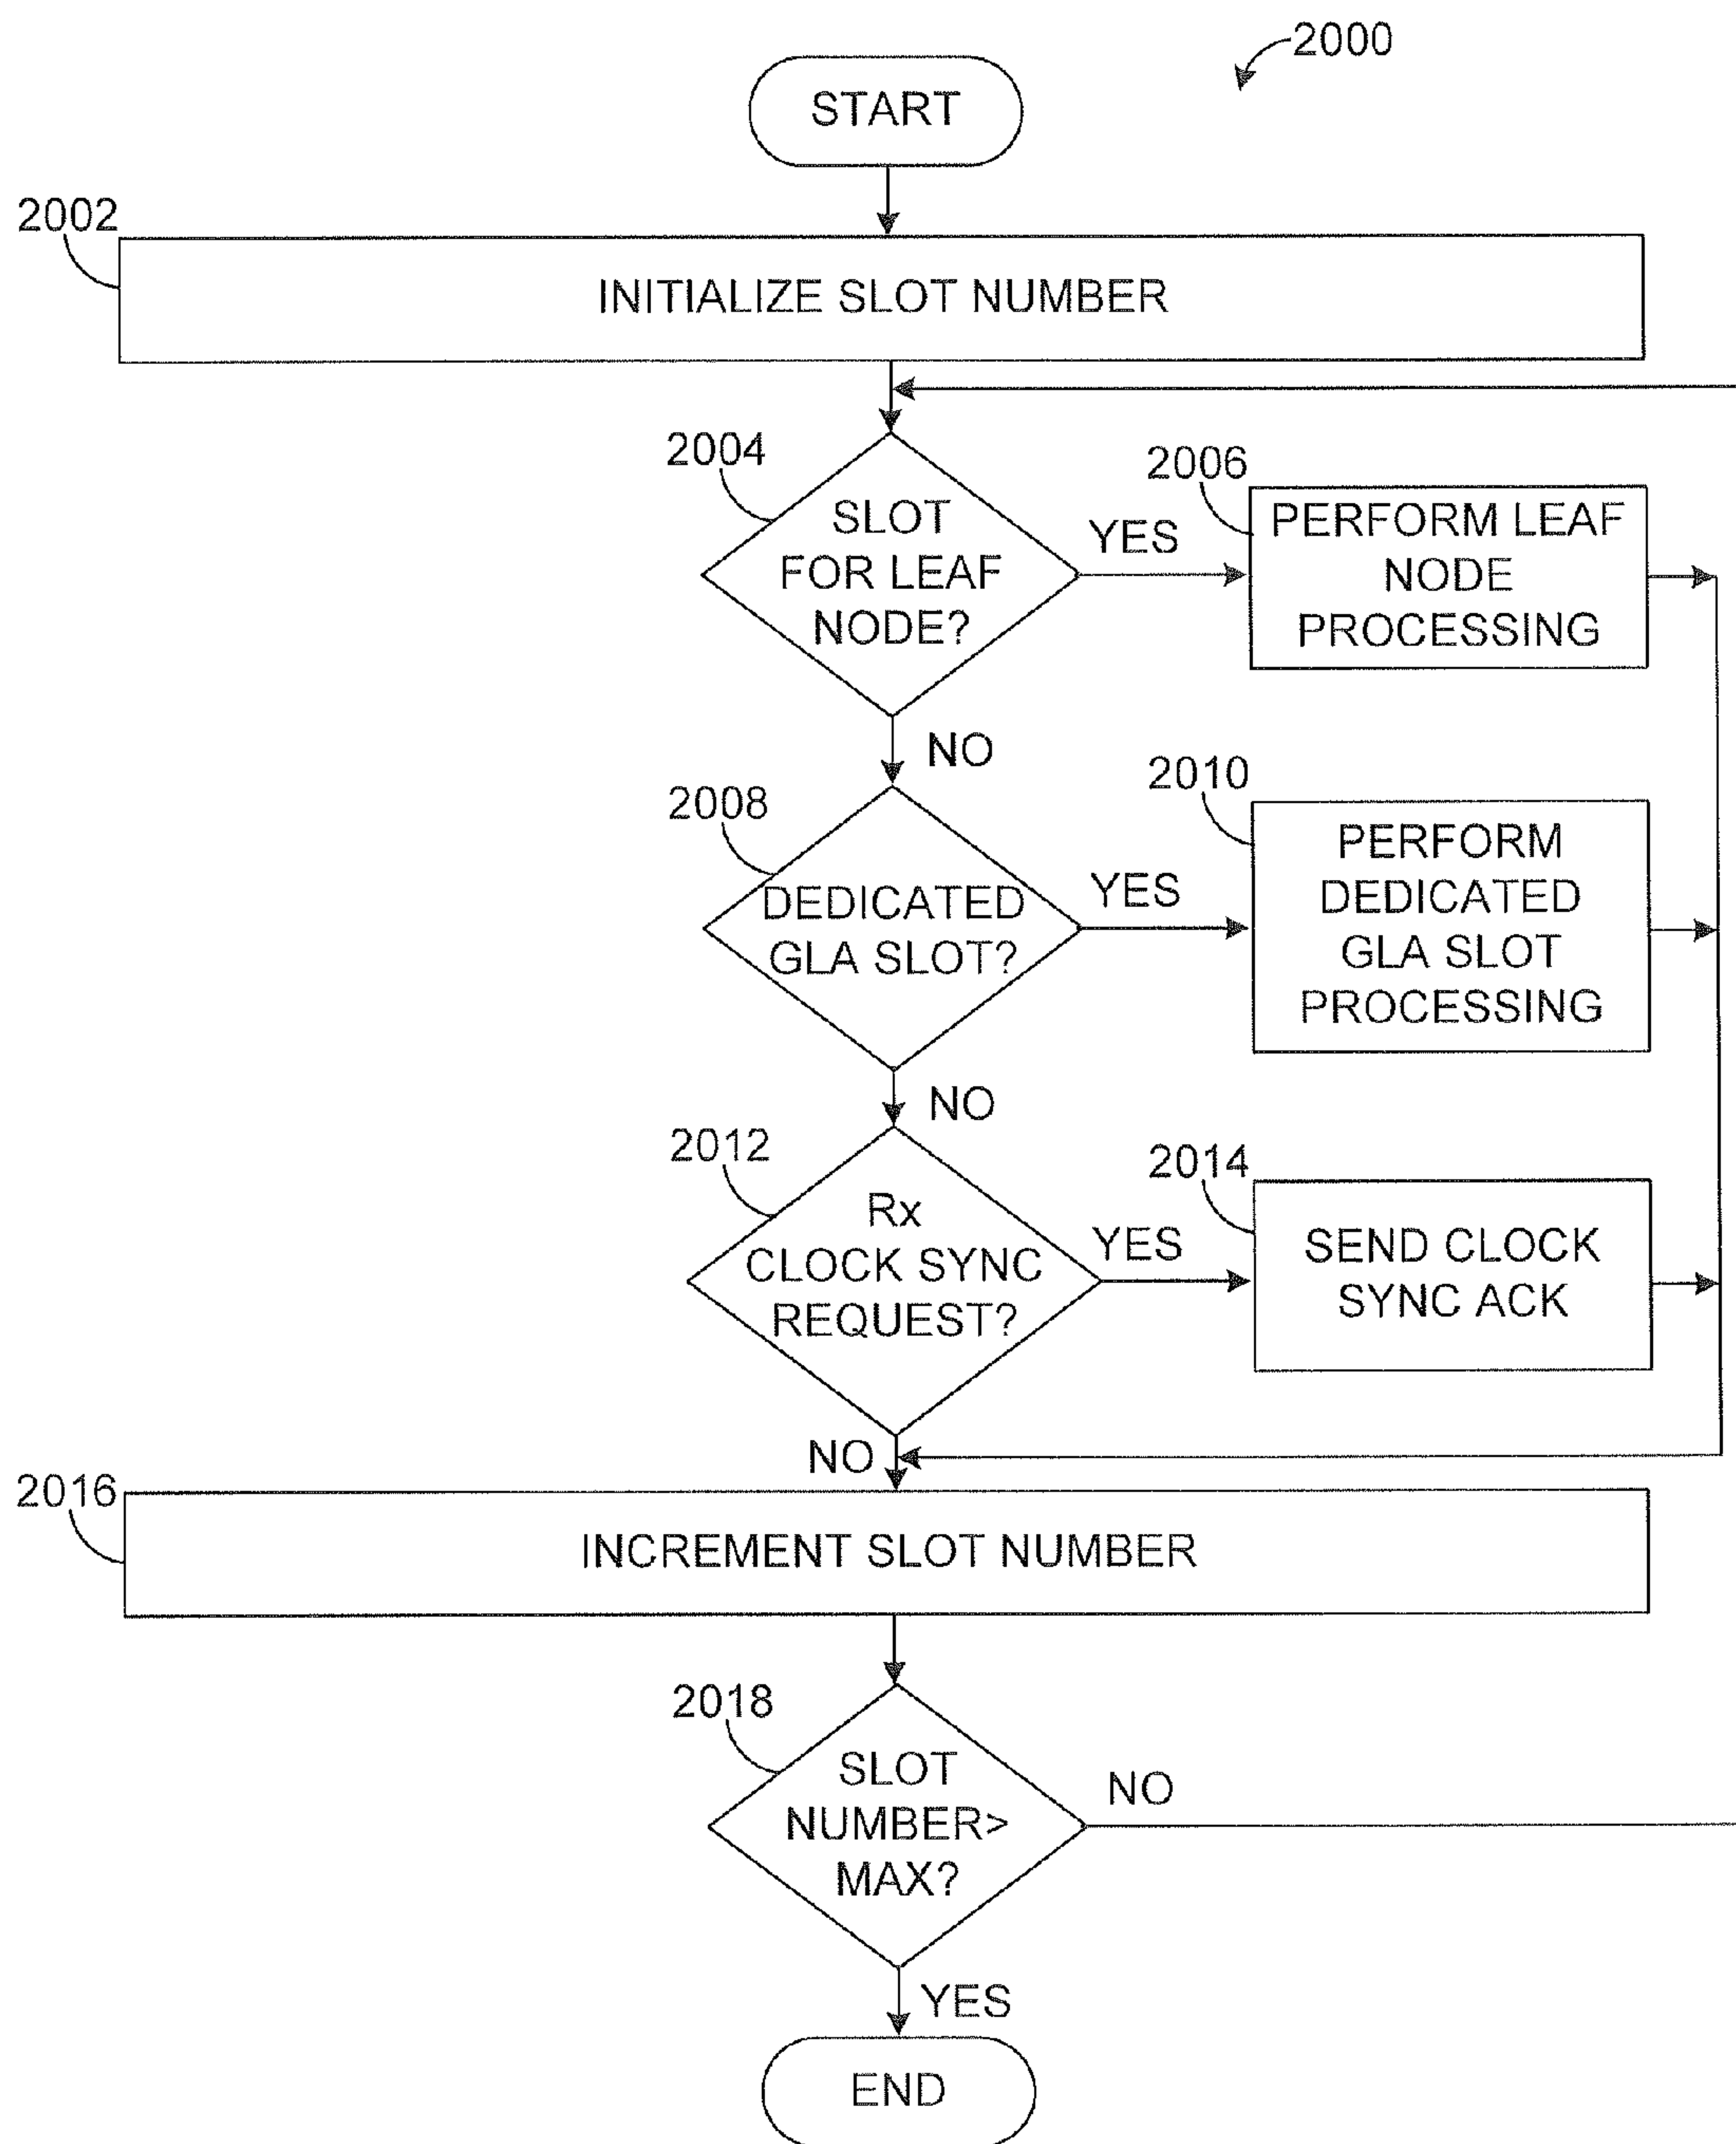 2000
START
2002
INITIALIZE SLOT NUMBER
2004
SLOT
FOR LEAF
NODE?
YES
2006
PERFORM LEAF
NODE
PROCESSING
NO
2008
DEDICATED
GLA SLOT?
YES
2010
PERFORM
DEDICATED
GLA SLOT
PROCESSING
NO
2012
Rx
CLOCK SYNC
REQUEST?
YES
2014
SEND CLOCK
SYNC ACK
NO
2016
INCREMENT SLOT NUMBER
2018
SLOT
NUMBER>
MAX?
NO
YES
END